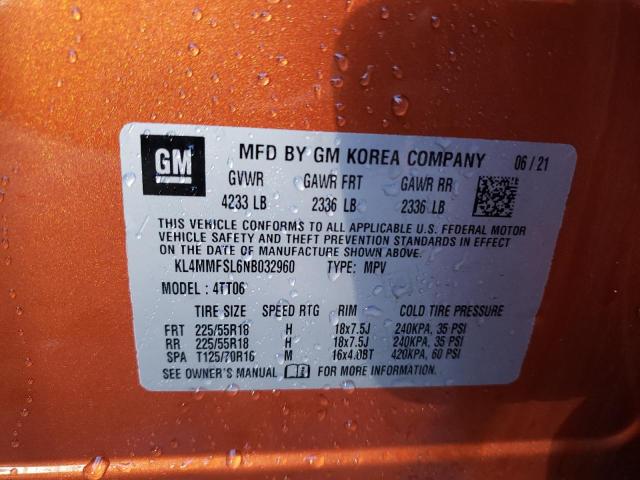 GM MFD BY GM KOREA COMPANY 06/21
GVWR GAWR FRT GAWR RR
4233 LB 2336 LB 2336 LB
THIS VEHICLE CONFORMS TO ALL APPLICABLE U.S. FEDERAL MOTOR
VEHICLE SAFETY AND THEFT PREVENTION STANDARDS IN EFFECT
ON THE DATE OF MANUFACTURE SHOWN ABOVE.
KL4MMFSL6NB032960 TYPE: MPV
MODEL: 4TT06
TIRE SIZE SPEED RTG RIM COLD TIRE PRESSURE
FRT 225/55R18 H 18x7.5J 240KPA, 35 PSI
RR 225/55R18 H 18x7.5J 240KPA, 35 PSI
SPA T125/70R16 M 16x4.0BT 420KPA, 60 PSI
SEE OWNER'S MANUAL FOR MORE INFORMATION.